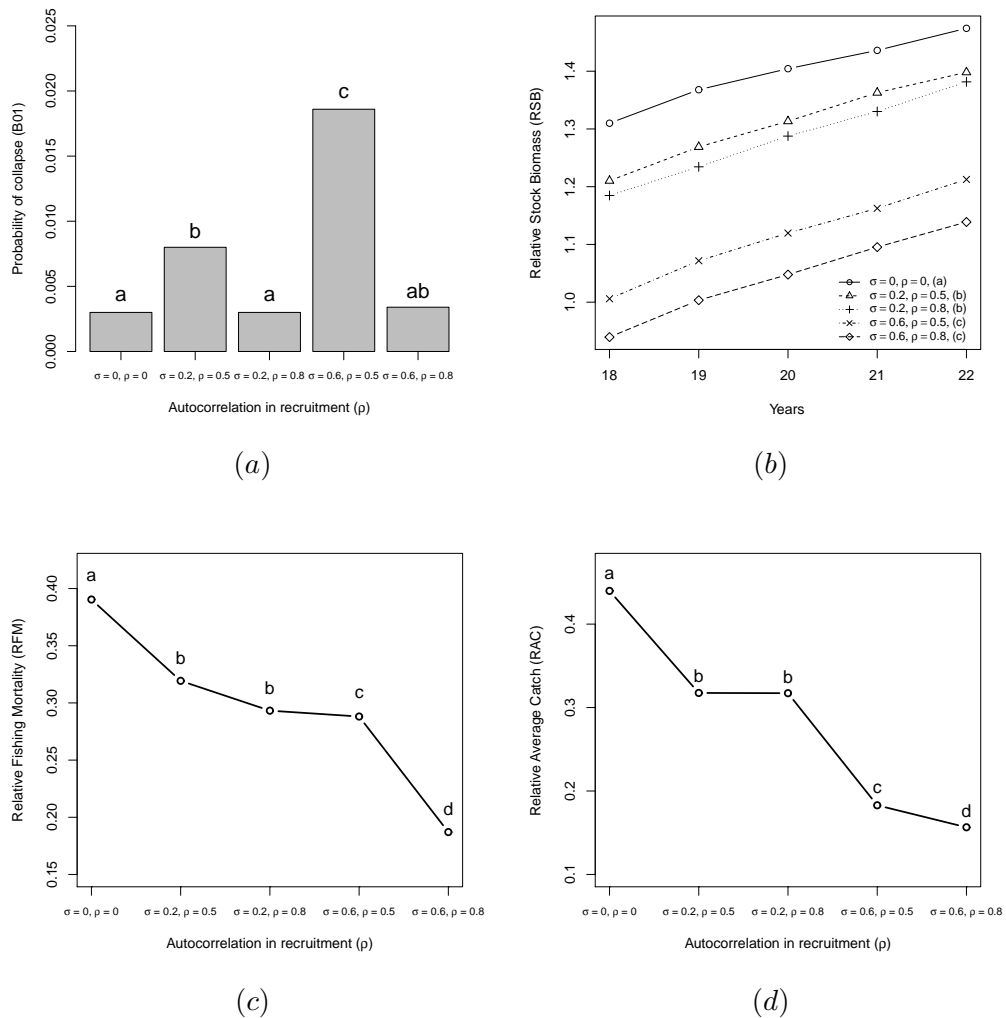 Probability of collapse (B01)
0.000 0.005 0.010 0.015 0.020 0.025
a b a c ab
σ = 0, ρ = 0 σ = 0.2, ρ = 0.5 σ = 0.2, ρ = 0.8 σ = 0.6, ρ = 0.5 σ = 0.6, ρ = 0.8
Autocorrelation in recruitment (ρ)
(a)
Relative Stock Biomass (RSB)
1.0 1.1 1.2 1.3 1.4
σ = 0, ρ = 0, (a)
σ = 0.2, ρ = 0.5, (b)
σ = 0.2, ρ = 0.8, (b)
σ = 0.6, ρ = 0.5, (c)
σ = 0.6, ρ = 0.8, (c)
18 19 20 21 22
Years
(b)
Relative Fishing Mortality (RFM)
0.15 0.20 0.25 0.30 0.35 0.40
a b b c d
σ = 0, ρ = 0 σ = 0.2, ρ = 0.5 σ = 0.2, ρ = 0.8 σ = 0.6, ρ = 0.5 σ = 0.6, ρ = 0.8
Autocorrelation in recruitment (ρ)
(c)
Relative Average Catch (RAC)
0.1 0.2 0.3 0.4
a b b c d
σ = 0, ρ = 0 σ = 0.2, ρ = 0.5 σ = 0.2, ρ = 0.8 σ = 0.6, ρ = 0.5 σ = 0.6, ρ = 0.8
Autocorrelation in recruitment (ρ)
(d)